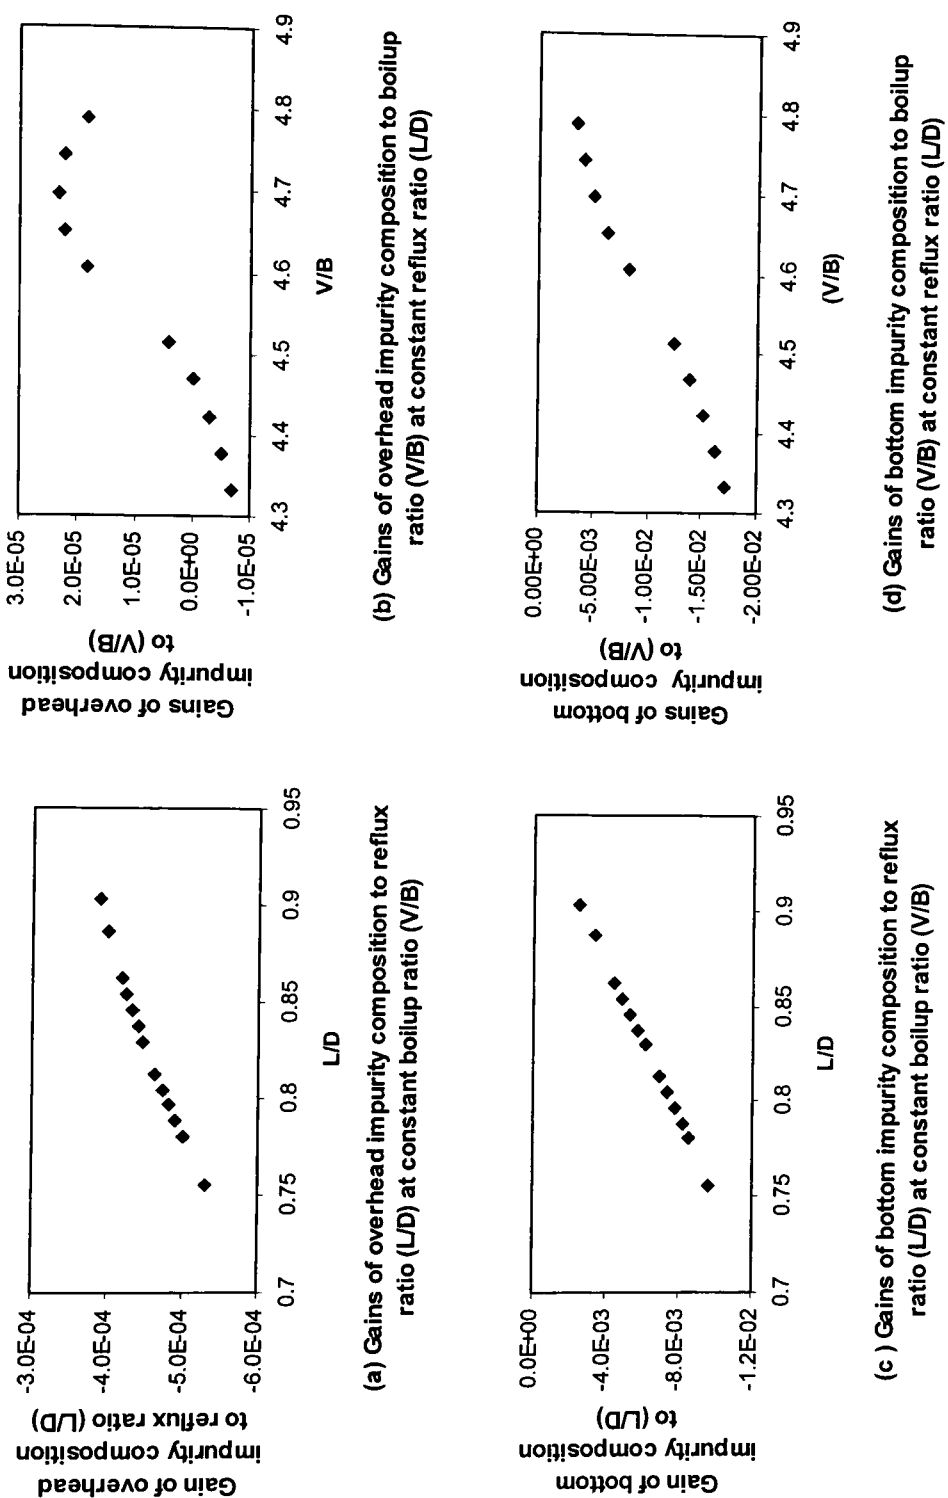 Gain of overhead
impurity composition
to reflux ratio (L/D)
-3.0E-04
-4.0E-04
-5.0E-04
-6.0E-04
0.7
0.75
0.8
0.85
0.9
0.95
L/D
(a) Gains of overhead impurity composition to reflux
ratio (L/D) at constant boilup ratio (V/B)
Gains of overhead
impurity composition
to (V/B)
3.0E-05
2.0E-05
1.0E-05
0.0E+00
-1.0E-05
4.3
4.4
4.5
4.6
4.7
4.8
4.9
V/B
(b) Gains of overhead impurity composition to boilup
ratio (V/B) at constant reflux ratio (L/D)
Gain of bottom
impurity composition
to (L/D)
0.0E+00
-4.0E-03
-8.0E-03
-1.2E-02
0.7
0.75
0.8
0.85
0.9
0.95
L/D
(c ) Gains of bottom impurity composition to reflux
ratio (L/D) at constant boilup ratio (V/B)
Gains of bottom
impurity composition
to (V/B)
0.00E+00
-5.00E-03
-1.00E-02
-1.50E-02
-2.00E-02
4.3
4.4
4.5
4.6
4.7
4.8
4.9
(V/B)
(d) Gains of bottom impurity composition to boilup
ratio (V/B) at constant reflux ratio (L/D)